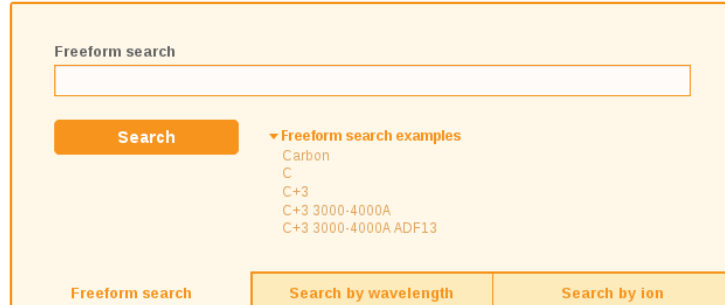 Freeform search
Search
Freeform search examples
Carbon
C
C+3
C+3 3000-4000A
C+3 3000-4000A ADF13
Freeform search
Search by wavelength
Search by ion